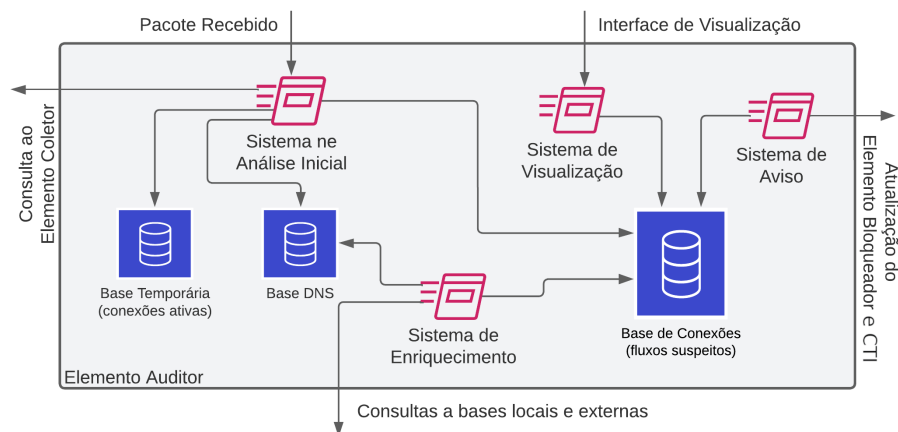 Pacote Recebido
Interface de Visualização
Consulta ao
Elemento Coletor
Sistema ne
Análise Inicial
Sistema de
Visualização
Sistema de
Aviso
Atualização do
Elemento Bloqueador e CTI
Base Temporária
(conexões ativas)
Base DNS
Sistema de
Enriquecimento
Base de Conexões
(fluxos suspeitos)
Elemento Auditor
Consultas a bases locais e externas